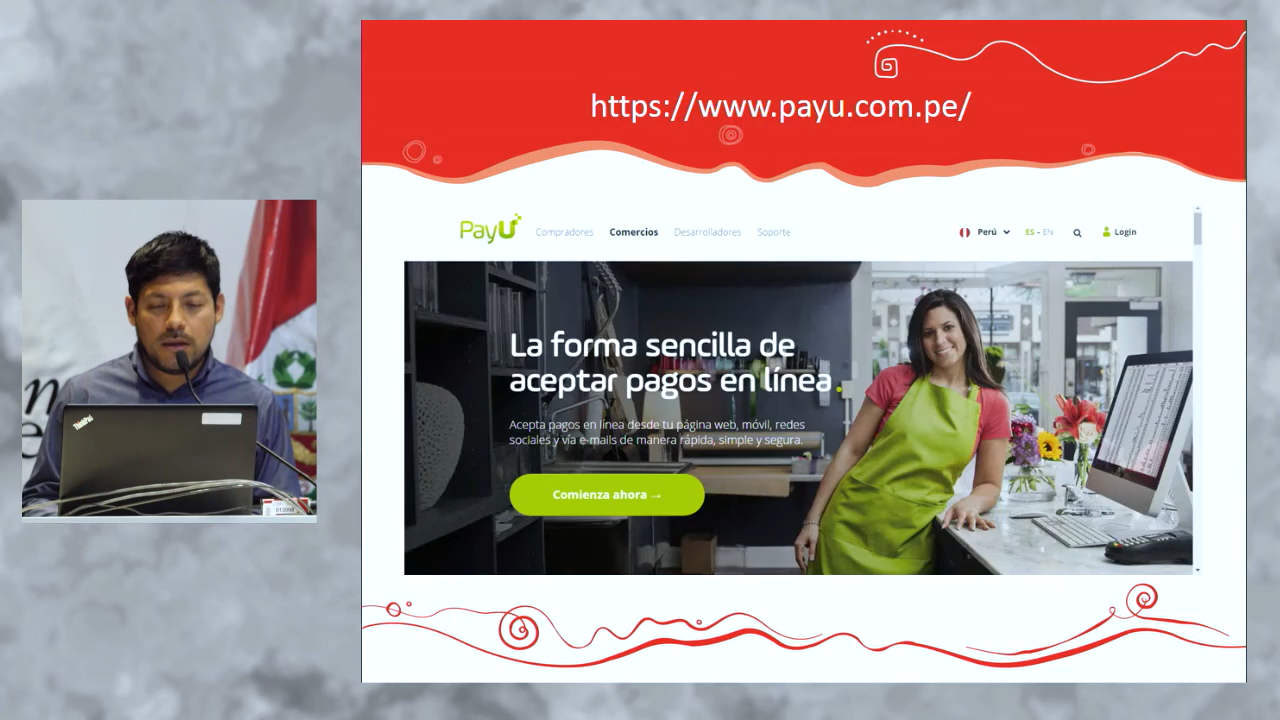 https://www.payu.com.pe/
PayU
Compradores Comercios Desarrolladores Soporte
Perú ES - EN Login
La forma sencilla de
aceptar pagos en línea.
Acepta pagos en línea desde tu página web, móvil, redes
sociales y vía e-mails de manera rápida, simple y segura.
Comienza ahora →
ThinkPad